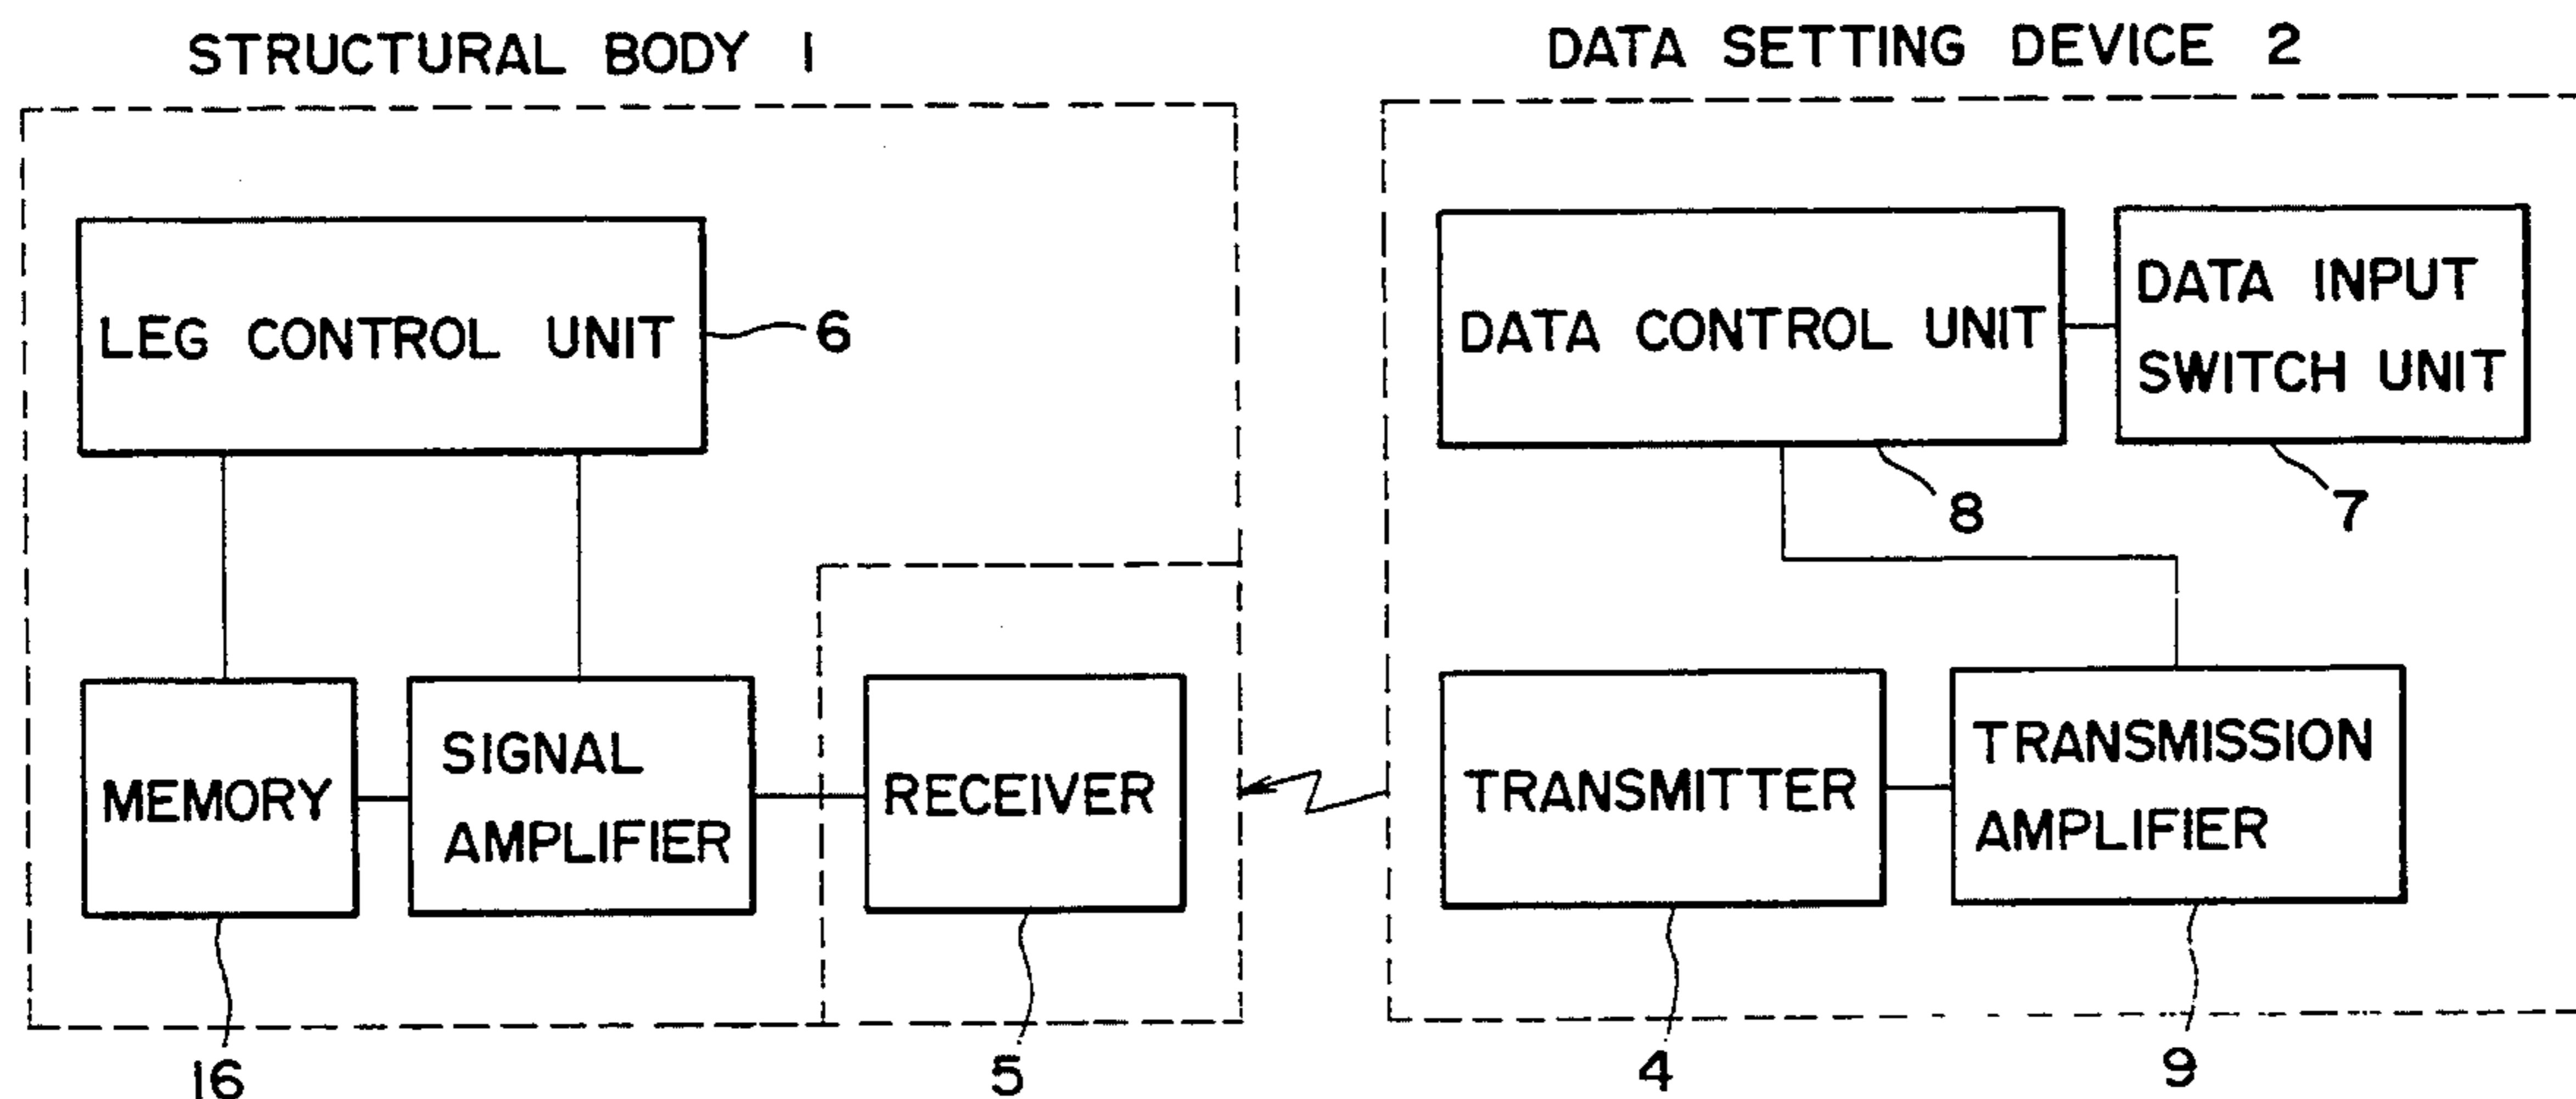 STRUCTURAL BODY 1
LEG CONTROL UNIT
6
MEMORY
SIGNAL
AMPLIFIER
RECEIVER
16
5
DATA SETTING DEVICE 2
DATA CONTROL UNIT
DATA INPUT
SWITCH UNIT
8
7
TRANSMITTER
TRANSMISSION
AMPLIFIER
4
9